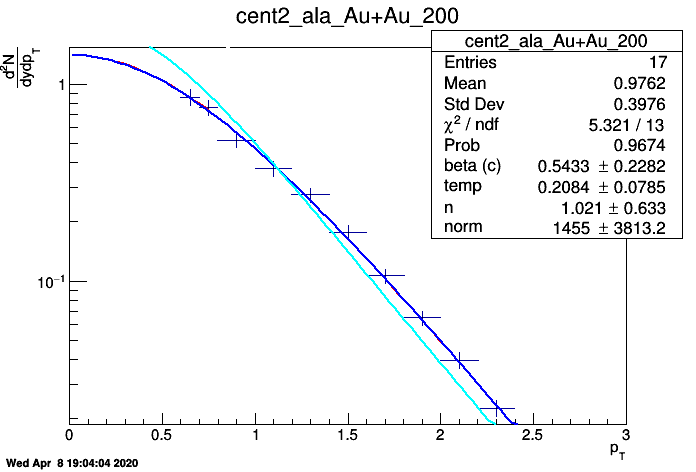 cent2_ala_Au+Au_200
d²N
dydp_T
cent2_ala_Au+Au_200
Entries 17
Mean 0.9762
Std Dev 0.3976
χ² / ndf 5.321 / 13
Prob 0.9674
beta (c) 0.5433 ± 0.2282
temp 0.2084 ± 0.0785
n 1.021 ± 0.633
norm 1455 ± 3813.2
1
10⁻¹
0 0.5 1 1.5 2 2.5 3
p_T
Wed Apr 8 19:04:04 2020